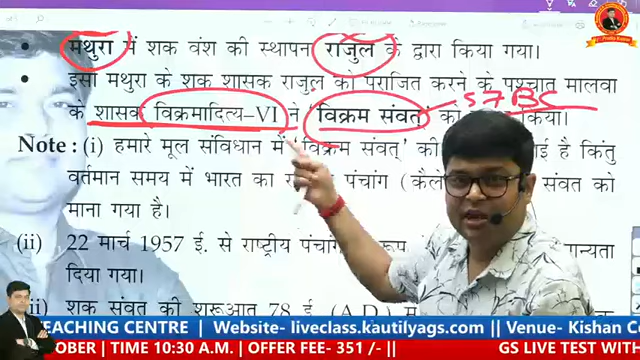 मथुरा में शक वंश की स्थापन राजुल के द्वारा किया गया।
इसी मथुरा के शक शासक राजुल को पराजित करने के पश्चात मालवा
के शासक विक्रमादित्य–VI ने 'विक्रम संवत्' का किया।
57 BC
Note : (i) हमारे मूल संविधान में 'विक्रम संवत्' की ई है किंतु
वर्तमान समय में भारत का पंचांग (कैलें संवत को
माना गया है।
(ii) 22 मार्च 1957 ई. से राष्ट्रीय पंचांग मान्यता
दिया गया।
ii) शक संवत की शुरूआत 78 ई. (A.D.) में
EACHING CENTRE | Website- liveclass.kautilyags.com || Venue- Kishan C
OBER | TIME 10:30 A.M. | OFFER FEE- 351 /- || GS LIVE TEST WITH